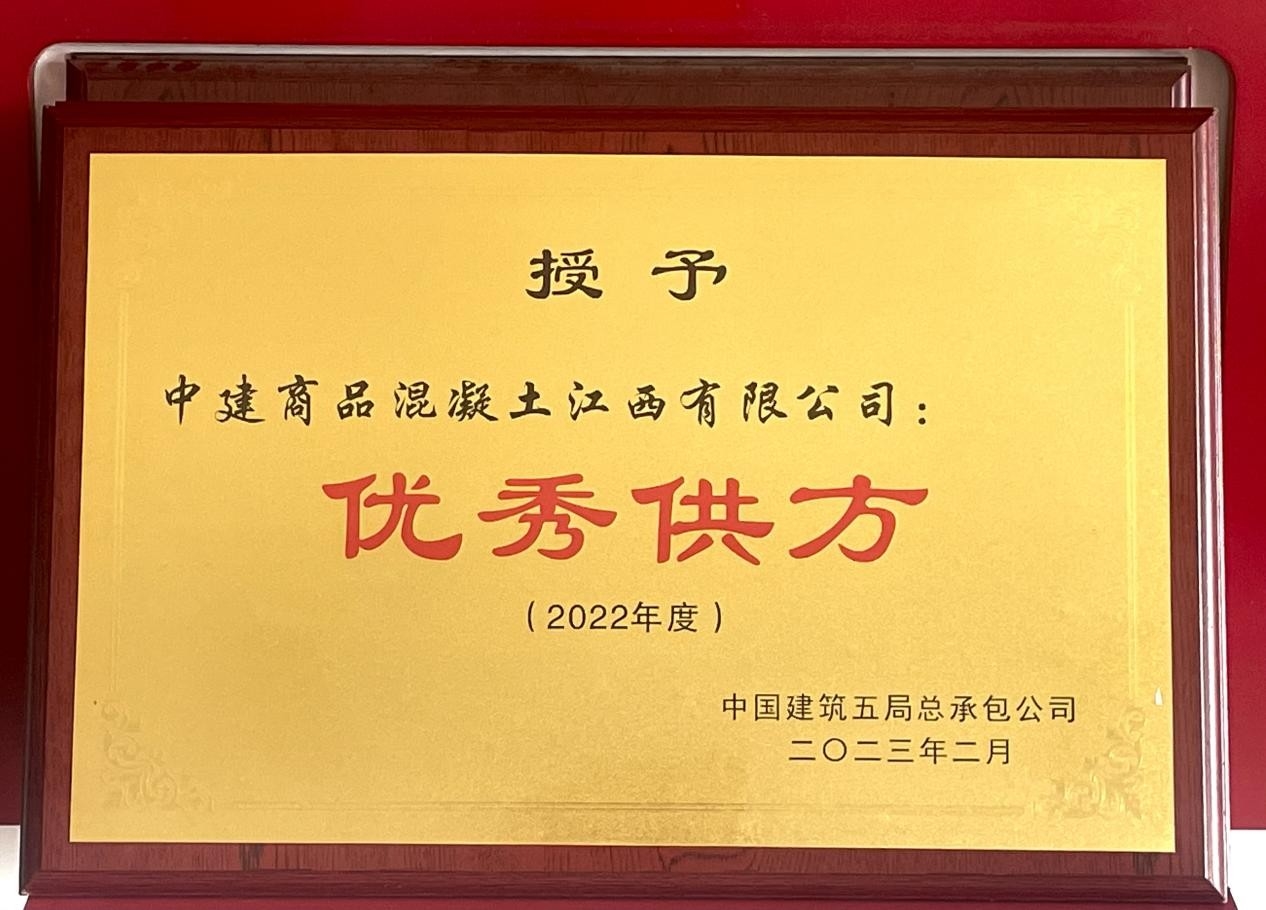 授予
中建商品混凝土江西有限公司：
优秀供方
（2022年度）
中国建筑五局总承包公司
二〇二三年二月